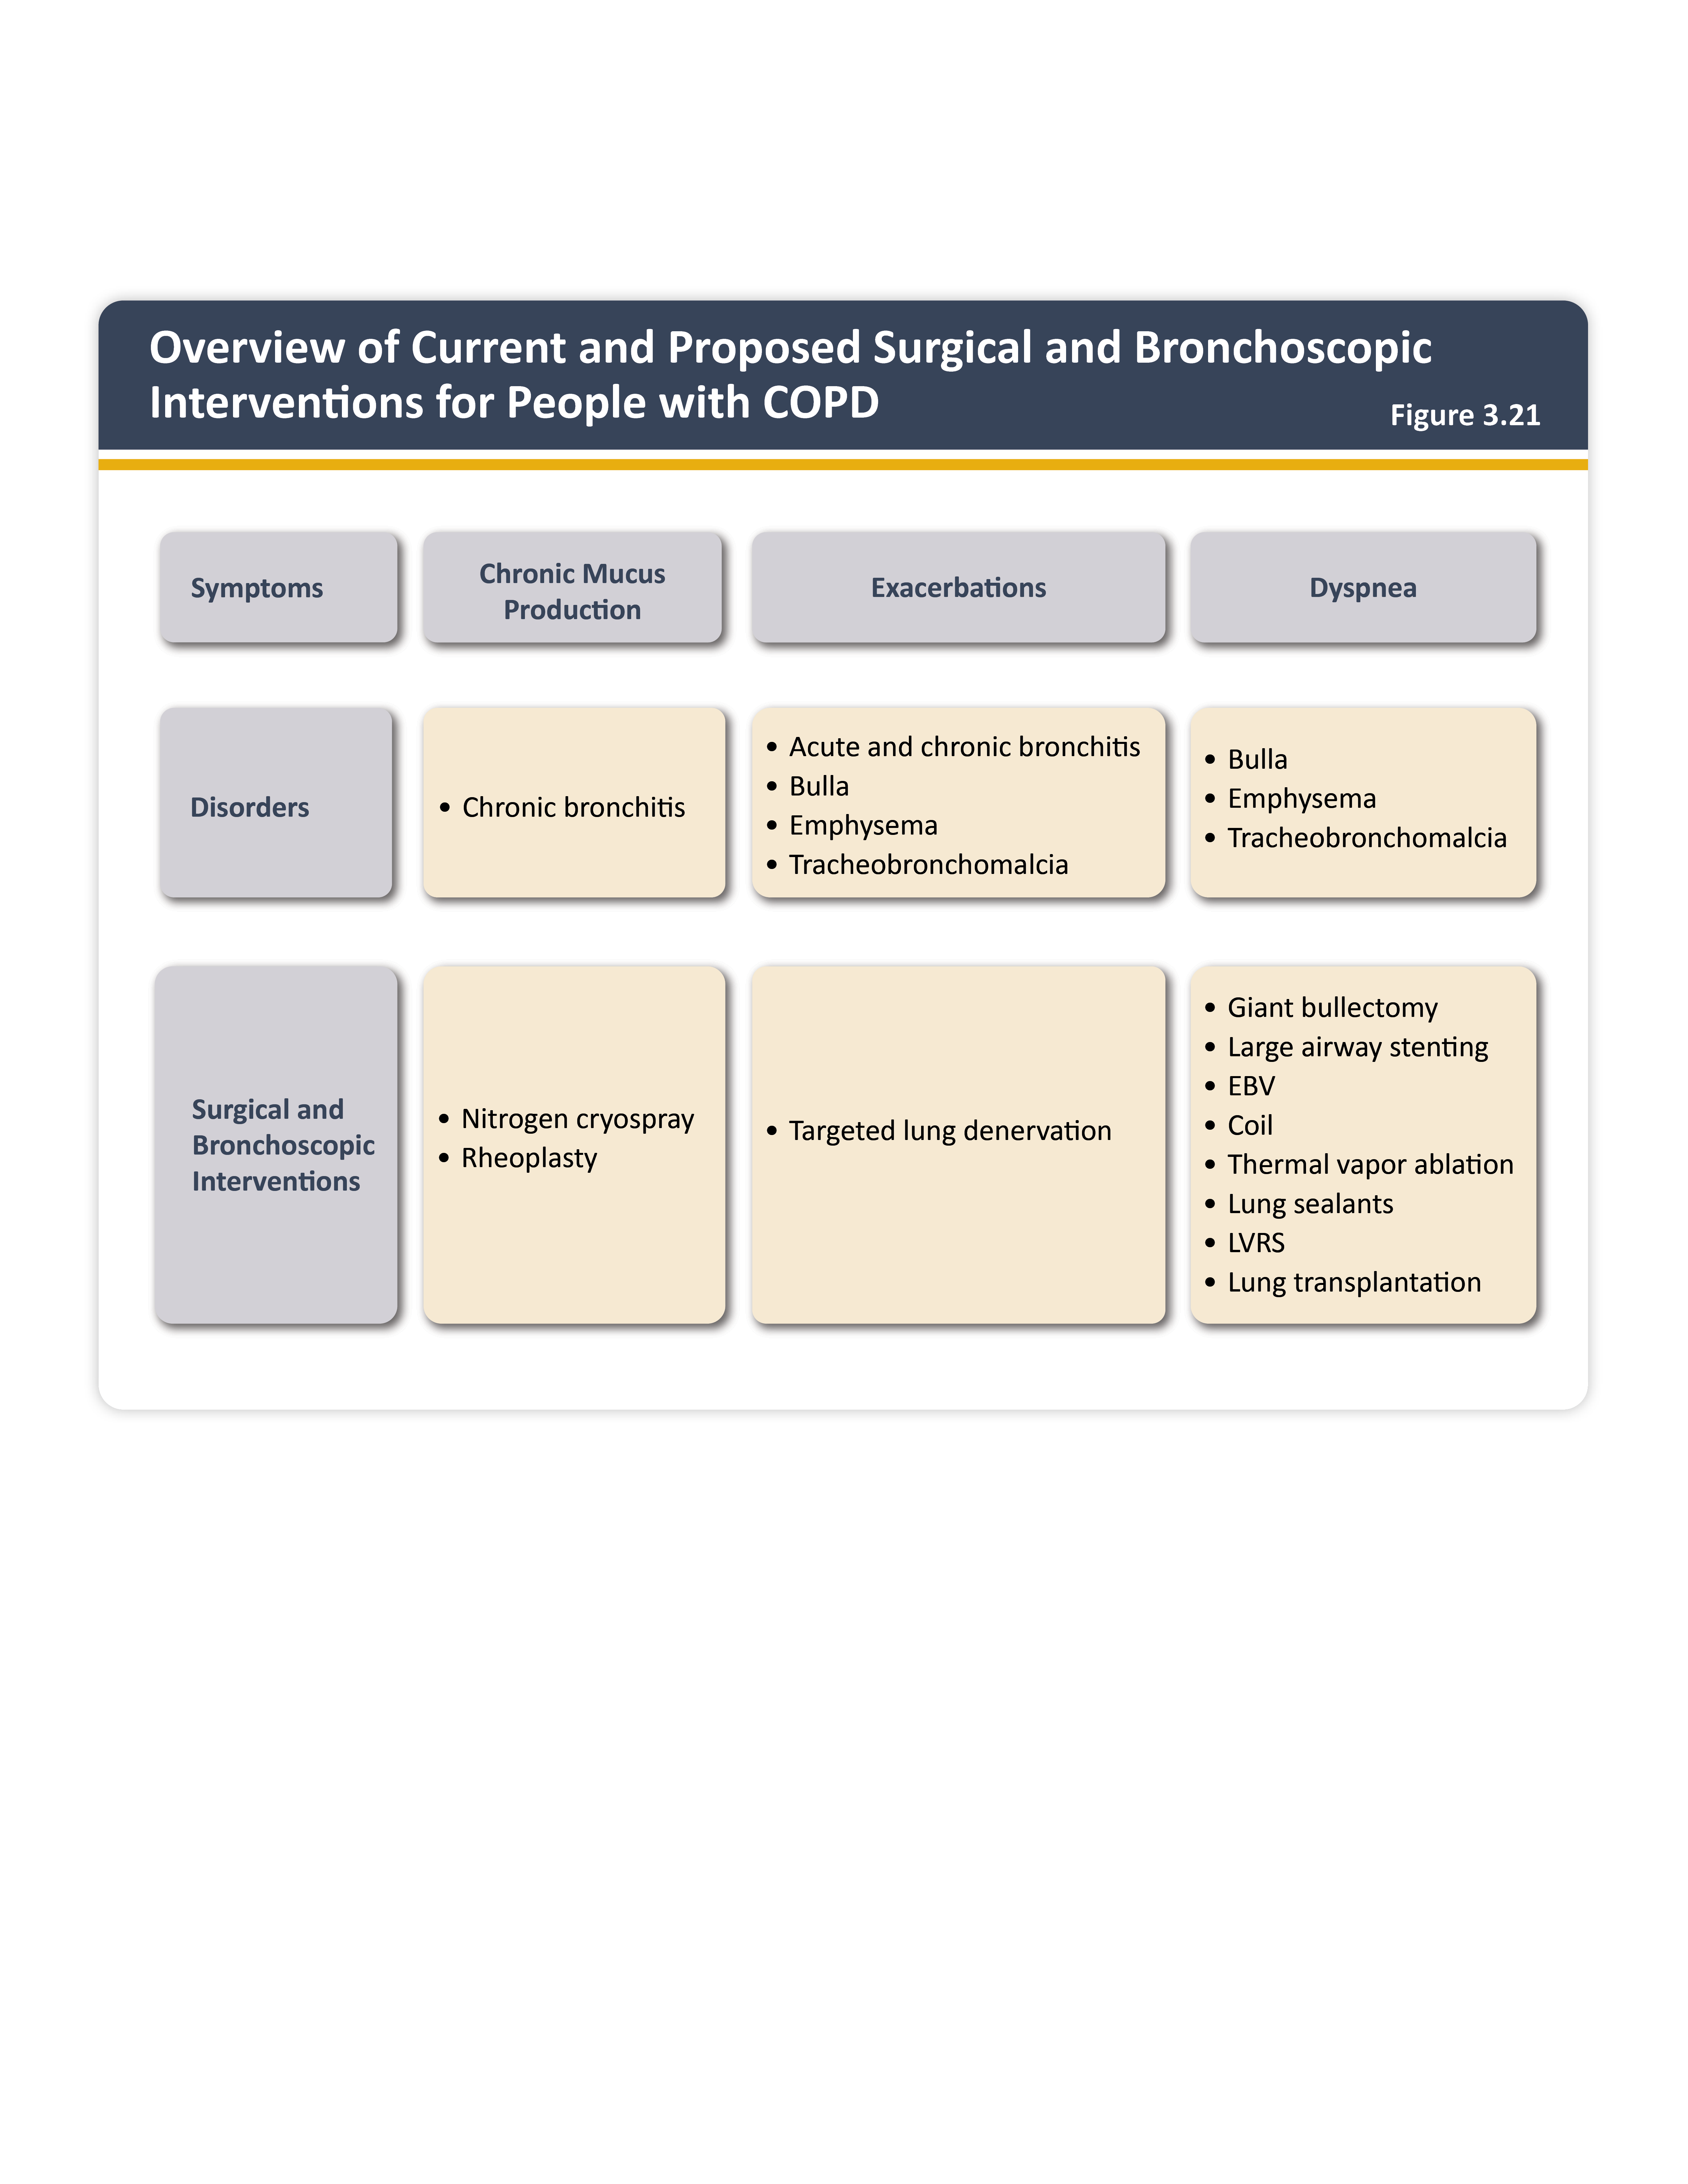 Overview of Current and Proposed Surgical and Bronchoscopic
Interventions for People with COPD
Figure 3.21
Symptoms
Chronic Mucus
Production
Exacerbations
Dyspnea
Disorders
• Chronic bronchitis
• Acute and chronic bronchitis
• Bulla
• Emphysema
• Tracheobronchomalcia
• Bulla
• Emphysema
• Tracheobronchomalcia
Surgical and
Bronchoscopic
Interventions
• Nitrogen cryospray
• Rheoplasty
• Targeted lung denervation
• Giant bullectomy
• Large airway stenting
• EBV
• Coil
• Thermal vapor ablation
• Lung sealants
• LVRS
• Lung transplantation